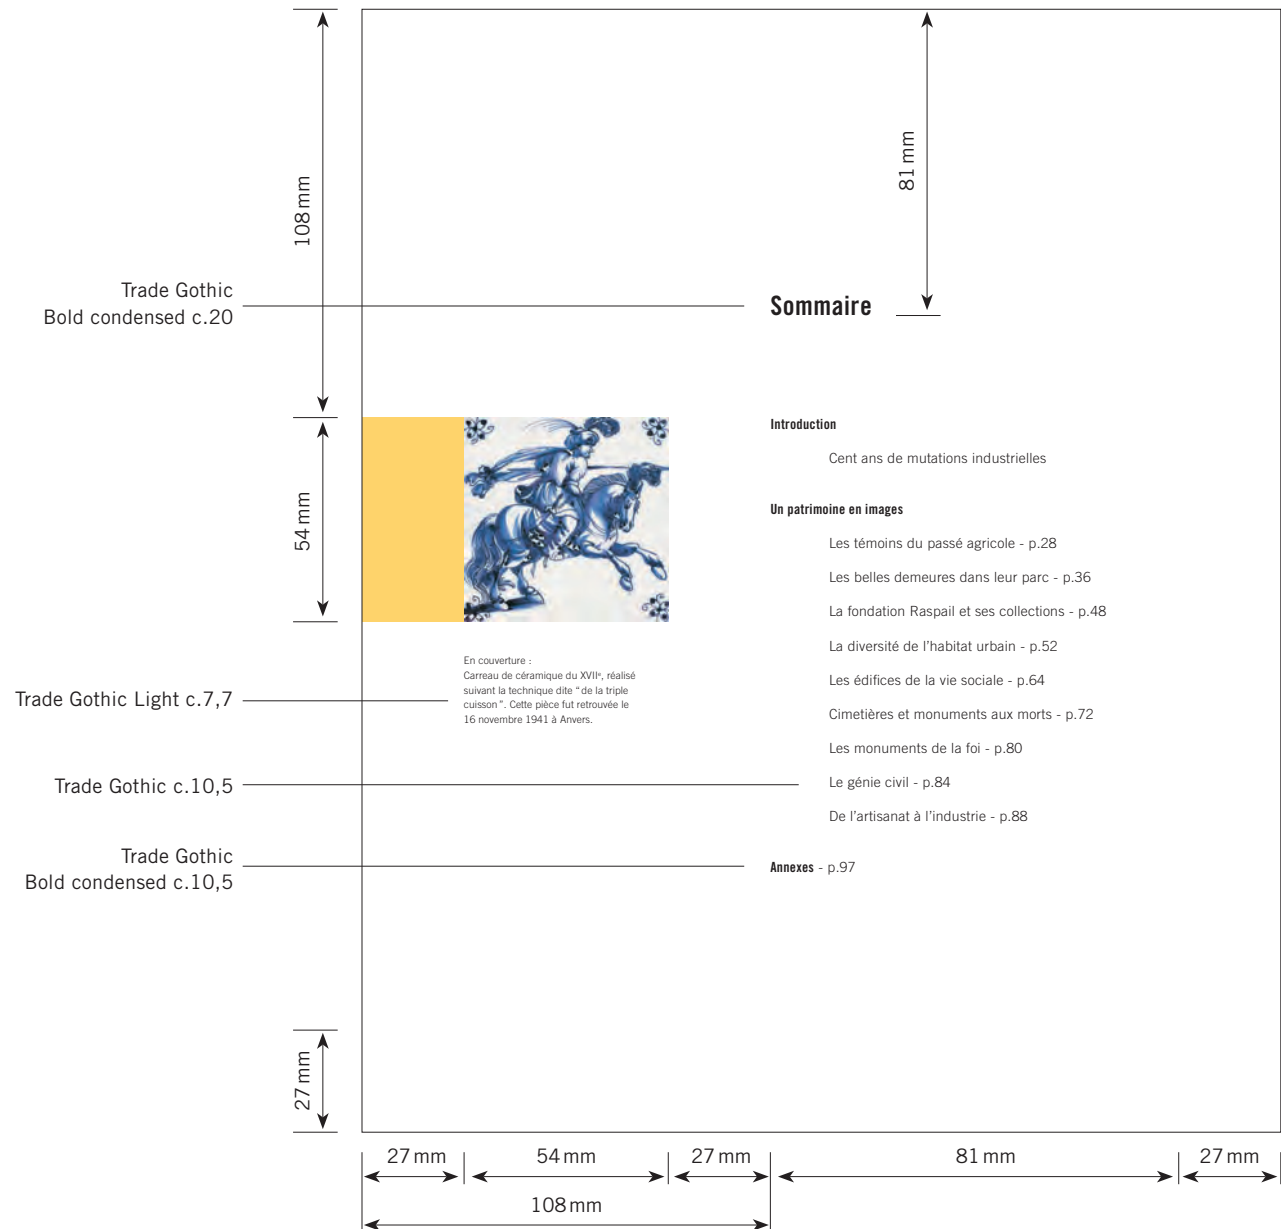 108 mm
81 mm
Trade Gothic
Bold condensed c.20
Sommaire
54 mm
Introduction
Cent ans de mutations industrielles
Un patrimoine en images
Les témoins du passé agricole - p.28
Les belles demeures dans leur parc - p.36
La fondation Raspail et ses collections - p.48
La diversité de l'habitat urbain - p.52
Les édifices de la vie sociale - p.64
Cimetières et monuments aux morts - p.72
Les monuments de la foi - p.80
Le génie civil - p.84
De l'artisanat à l'industrie - p.88
Annexes - p.97
En couverture :
Carreau de céramique du XVIIe, réalisé
suivant la technique dite “ de la triple
cuisson ”. Cette pièce fut retrouvée le
16 novembre 1941 à Anvers.
Trade Gothic Light c.7,7
Trade Gothic c.10,5
Trade Gothic
Bold condensed c.10,5
27 mm
27 mm
54 mm
27 mm
81 mm
27 mm
108 mm